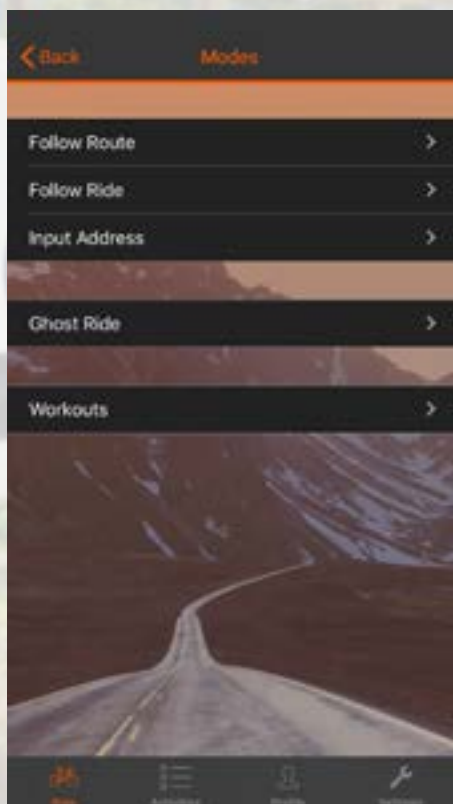 Back
Modes
Follow Route
Follow Ride
Input Address
Ghost Ride
Workouts